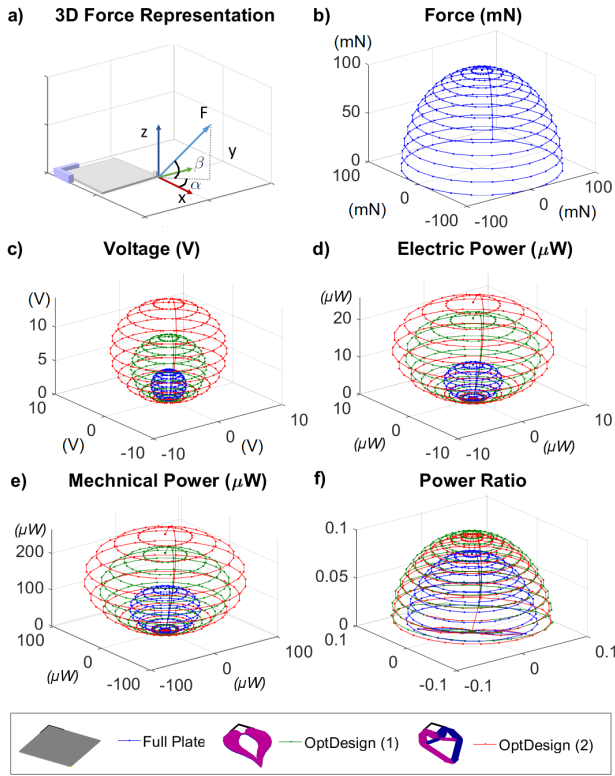 a) 3D Force Representation
F
z
β
y
α
x
b) Force (mN)
(mN)
100
50
0
100
0
-100
(mN)
-100
0
100
(mN)
c) Voltage (V)
(V)
10
5
0
10
0
-10
(V)
-10
0
10
(V)
d) Electric Power (μW)
(μW)
20
10
0
10
0
-10
(μW)
-10
0
10
(μW)
e) Mechnical Power (μW)
(μW)
200
100
0
100
0
-100
(μW)
-100
0
100
(μW)
f) Power Ratio
0.1
0.05
0
0.1
0
-0.1
-0.1
0
0.1
Full Plate
OptDesign (1)
OptDesign (2)